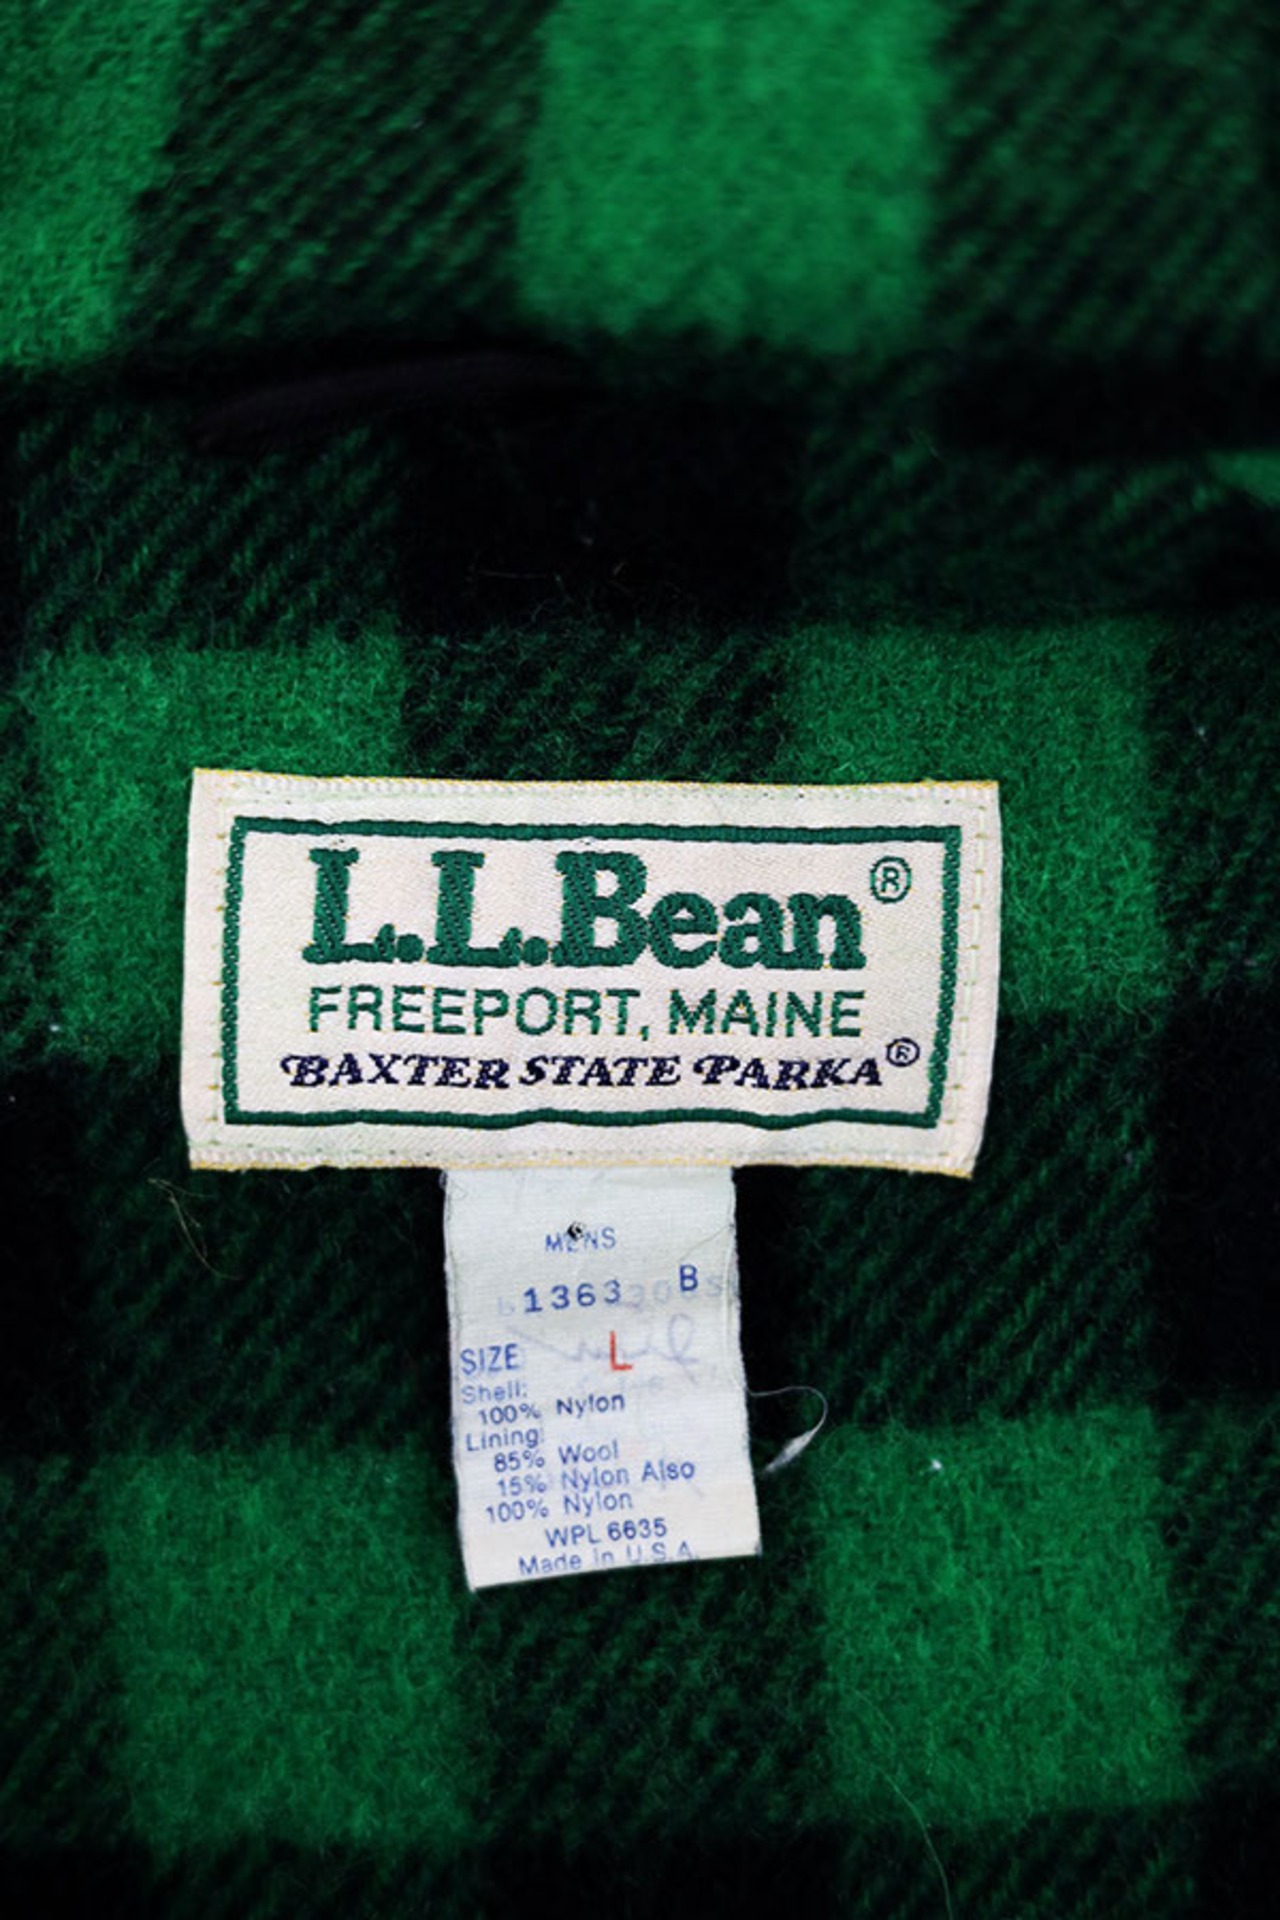 L.L.Bean®
FREEPORT, MAINE
BAXTER STATE PARKA®
MENS
1363 B
SIZE L
Shell:
100% Nylon
Lining:
85% Wool
15% Nylon Also
100% Nylon
WPL 6635
Made in U.S.A.